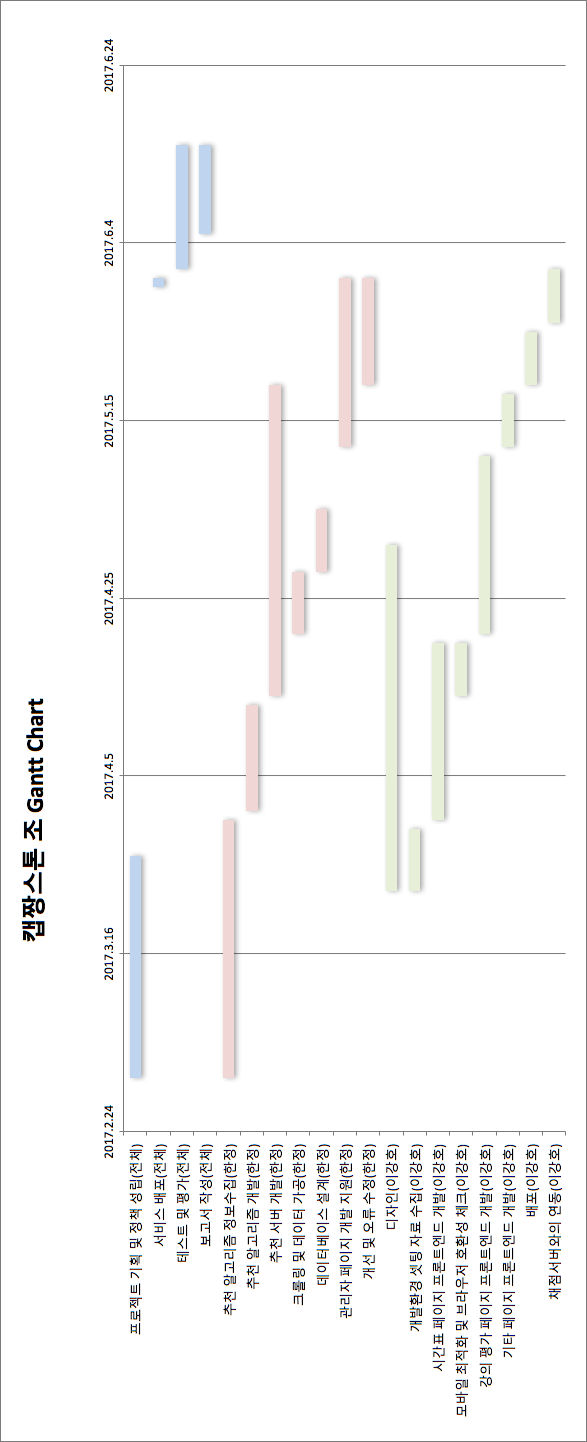 캡짱스톤 조 Gantt Chart
2017.2.24
2017.3.16
2017.4.5
2017.4.25
2017.5.15
2017.6.4
2017.6.24
프로젝트 기획 및 정책 성립(전체)
서비스 배포(전체)
테스트 및 평가(전체)
보고서 작성(전체)
추천 알고리즘 정보수집(한정)
추천 알고리즘 개발(한정)
추천 서버 개발(한정)
크롤링 및 데이터 가공(한정)
데이터베이스 설계(한정)
관리자 페이지 개발 지원(한정)
개선 및 오류 수정(한정)
디자인(이강호)
개발환경 셋팅 자료 수집(이강호)
시간표 페이지 프론트엔드 개발(이강호)
모바일 최적화 및 브라우저 호환성 체크(이강호)
강의 평가 페이지 프론트엔드 개발(이강호)
기타 페이지 프론트엔드 개발(이강호)
배포(이강호)
채점서버와의 연동(이강호)